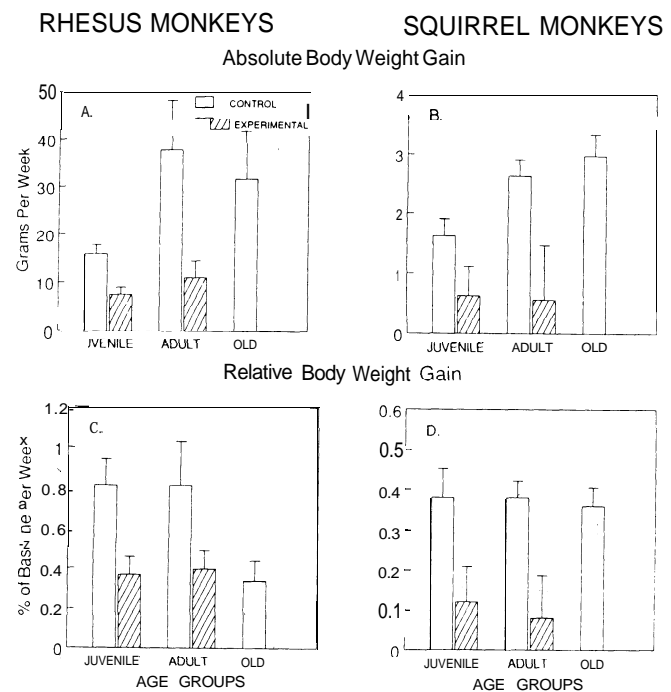 RHESUS MONKEYS SQUIRREL MONKEYS
Absolute Body Weight Gain
A. CONTROL
EXPERIMENTAL
B.
Grams Per Week
50
40
30
20
10
0
4
3
2
1
0
JVENILE ADULT OLD
JUVENILE ADULT OLD
Relative Body Weight Gain
C.
D.
% of Bas
1.2
1
0.8
0.6
0.4
0.2
0
0.6
0.5
0.4
0.3
0.2
0.1
0
JUVENILE ADULT OLD
JUVENILE ADULT OLD
AGE GROUPS
AGE GROUPS